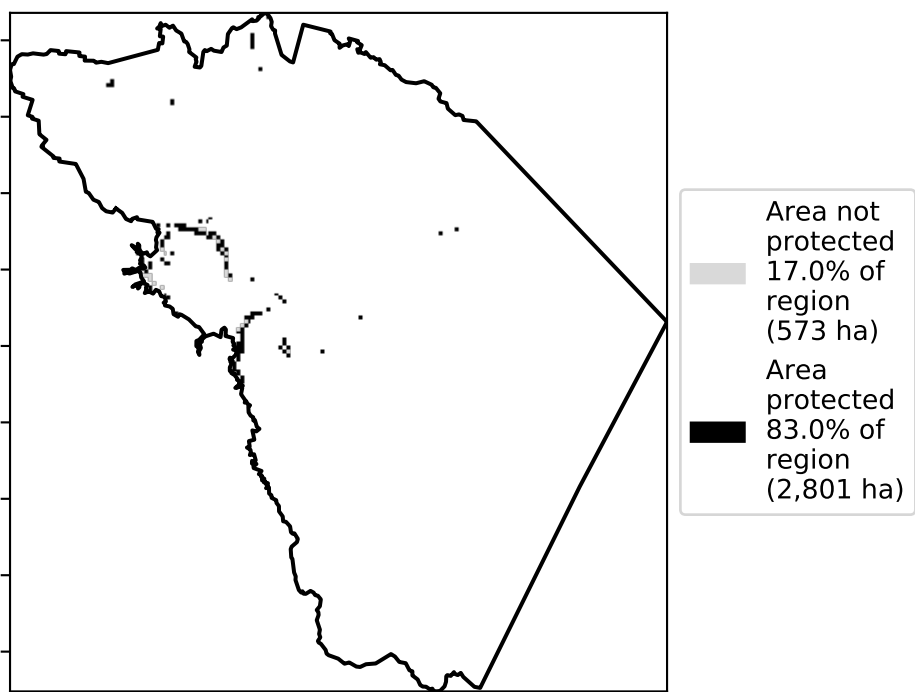 Area not
protected
17.0% of
region
(573 ha)
Area
protected
83.0% of
region
(2,801 ha)